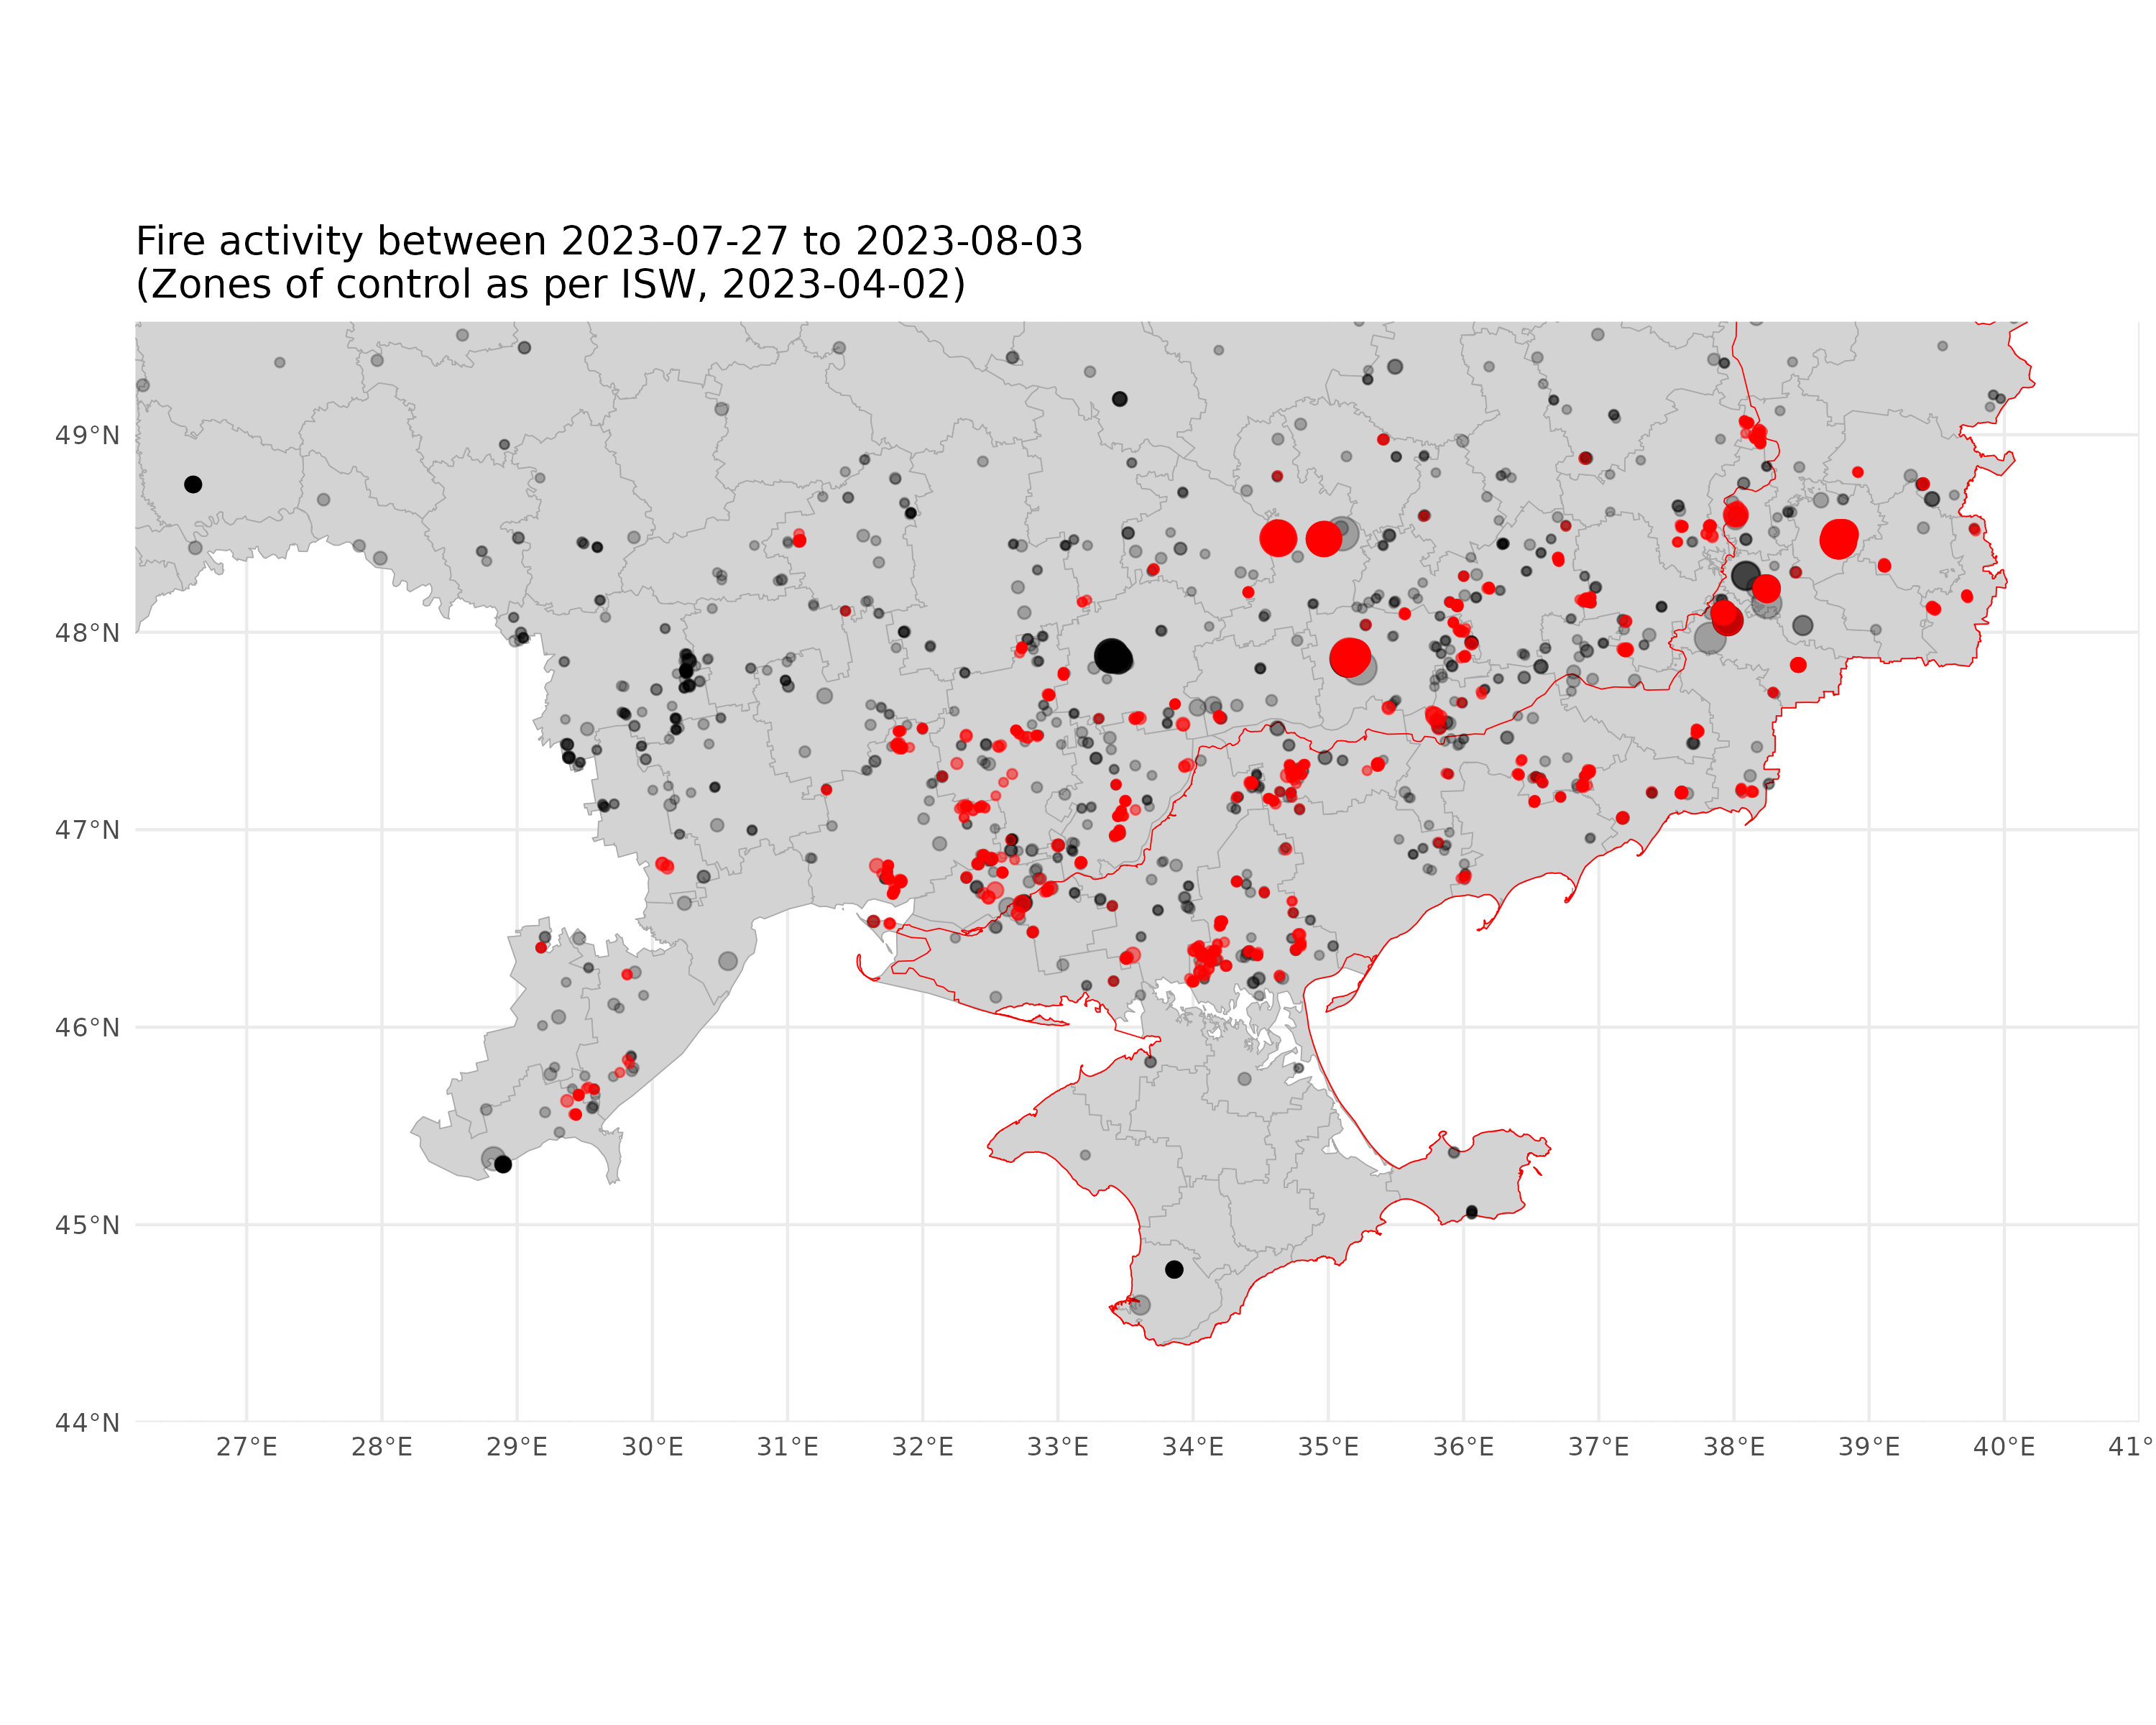 Fire activity between 2023-07-27 to 2023-08-03
(Zones of control as per ISW, 2023-04-02)
49°N
48°N
47°N
46°N
45°N
44°N
27°E 28°E 29°E 30°E 31°E 32°E 33°E 34°E 35°E 36°E 37°E 38°E 39°E 40°E 41°